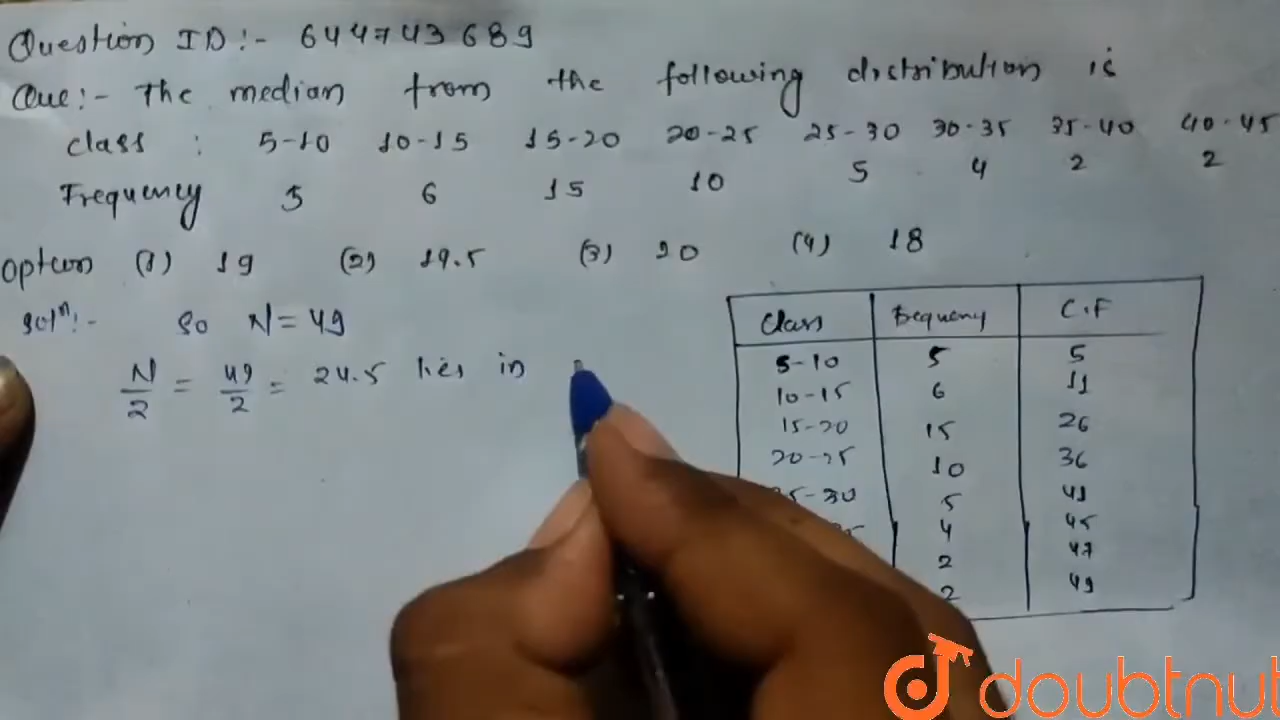 Question ID:- 644743689
Que:- The median from the following distribution is
class : 5-10 10-15 15-20 20-25 25-30 30-35 35-40 40-45
Frequency 5 6 15 10 5 4 2 2
Option (1) 19 (2) 19.5 (3) 20 (4) 18
Solⁿ:- So N = 49
N/2 = 49/2 = 24.5 lies in
Class Frequency C.F
5-10 5 5
10-15 6 11
15-20 15 26
20-25 10 36
5-30 5 41
4 45
2 47
2 49
doubtnut